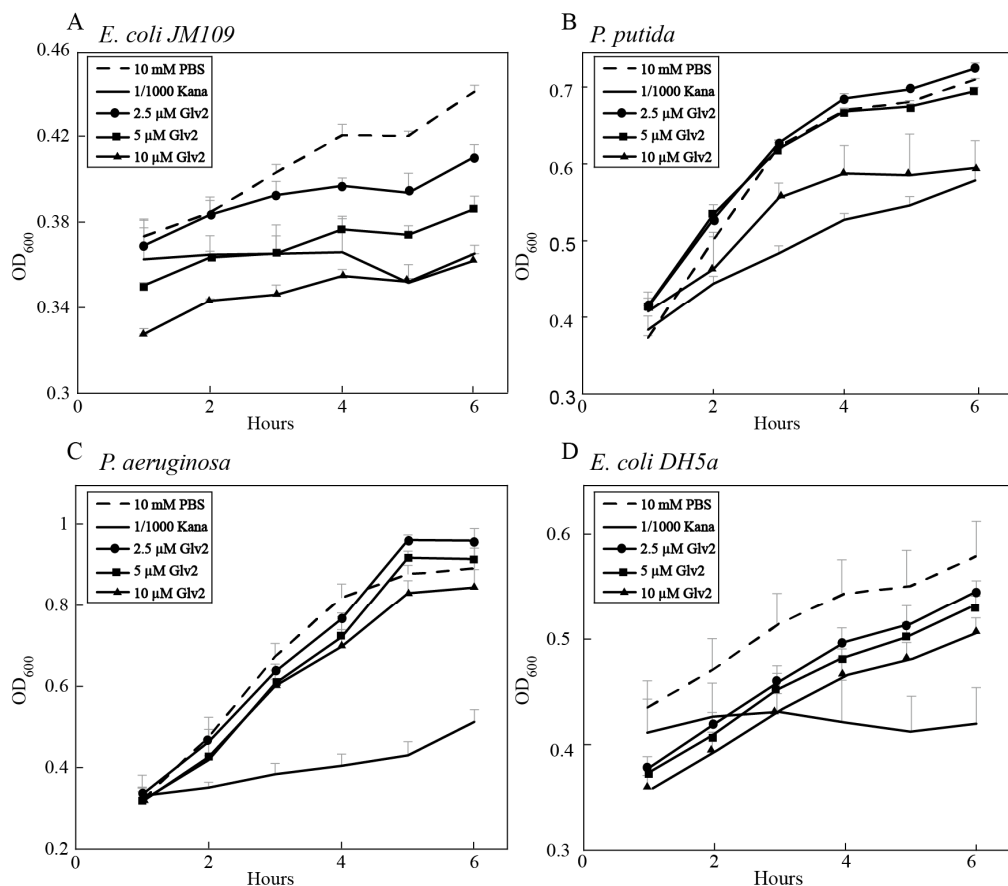 A
E. coli JM109
0.46
0.42
0.38
0.34
0.3
OD600
10 mM PBS
1/1000 Kana
2.5 µM Glv2
5 µM Glv2
10 µM Glv2
0
2
4
6
Hours
B
P. putida
0.7
0.6
0.5
0.4
0.3
OD600
10 mM PBS
1/1000 Kana
2.5 µM Glv2
5 µM Glv2
10 µM Glv2
0
2
4
6
Hours
C
P. aeruginosa
1
0.8
0.6
0.4
0.2
OD600
10 mM PBS
1/1000 Kana
2.5 µM Glv2
5 µM Glv2
10 µM Glv2
0
2
4
6
Hours
D
E. coli DH5a
0.6
0.5
0.4
0.3
OD600
10 mM PBS
1/1000 Kana
2.5 µM Glv2
5 µM Glv2
10 µM Glv2
0
2
4
6
Hours